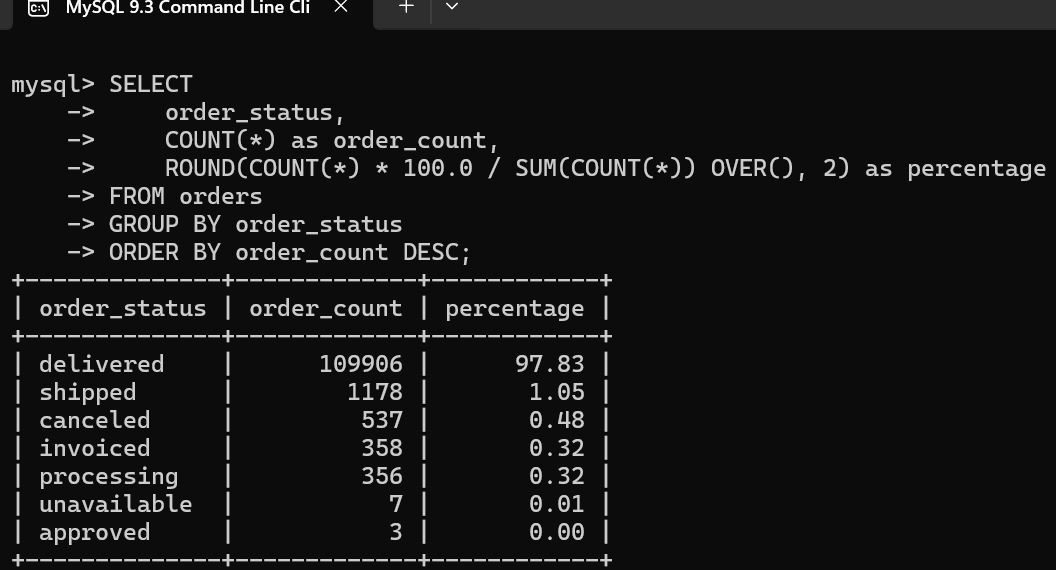 MySQL 9.3 Command Line Cli
mysql> SELECT
    ->     order_status,
    ->     COUNT(*) as order_count,
    ->     ROUND(COUNT(*) * 100.0 / SUM(COUNT(*)) OVER(), 2) as percentage
    -> FROM orders
    -> GROUP BY order_status
    -> ORDER BY order_count DESC;
+--------------+-------------+------------+
| order_status | order_count | percentage |
+--------------+-------------+------------+
| delivered    |      109906 |      97.83 |
| shipped      |        1178 |       1.05 |
| canceled     |         537 |       0.48 |
| invoiced     |         358 |       0.32 |
| processing   |         356 |       0.32 |
| unavailable  |           7 |       0.01 |
| approved     |           3 |       0.00 |
+--------------+-------------+------------+